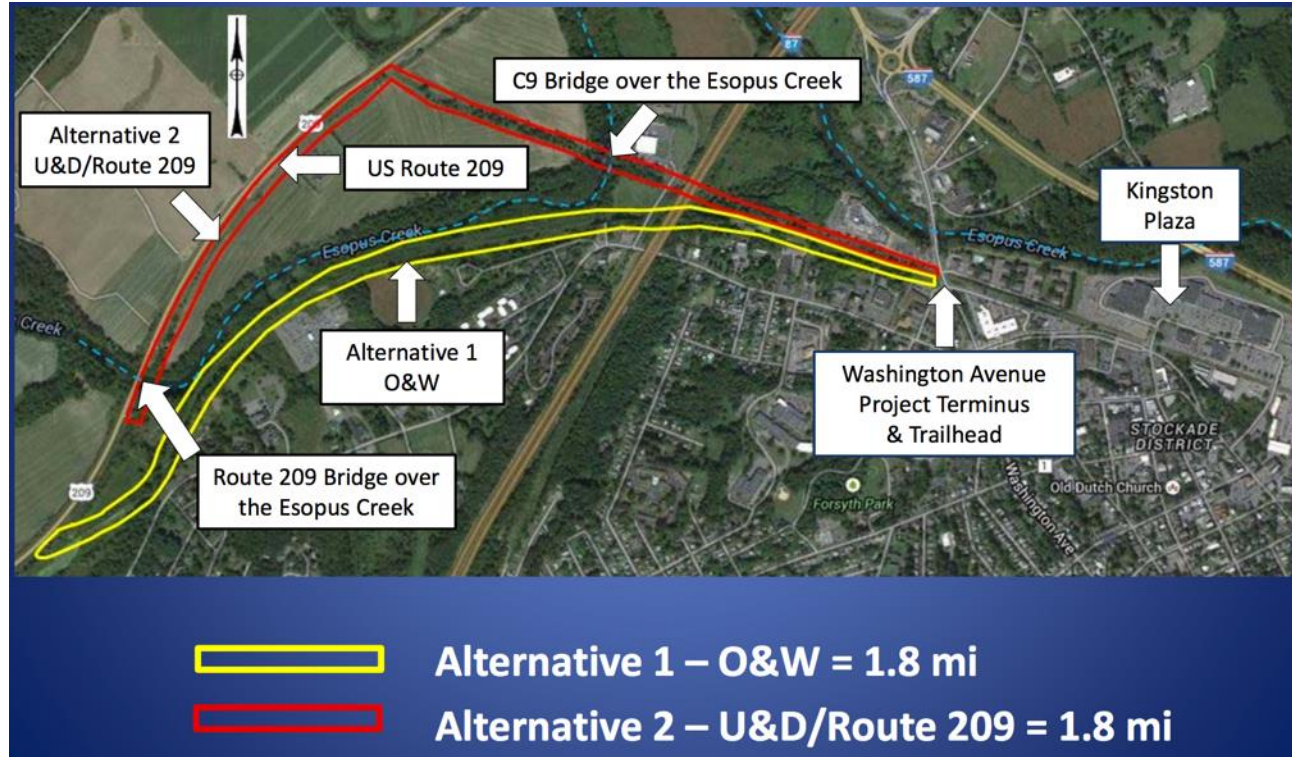 87
C9 Bridge over the Esopus Creek
587
209
Alternative 2
U&D/Route 209
US Route 209
Kingston
Plaza
Esopus Creek
Esopus Creek
587
Creek
Alternative 1
O&W
Washington Avenue
Project Terminus
& Trailhead
STOCKADE
DISTRICT
1
Old Dutch Church
Washington Ave
Forsyth Park
Route 209 Bridge over
the Esopus Creek
209
Alternative 1 – O&W = 1.8 mi
Alternative 2 – U&D/Route 209 = 1.8 mi